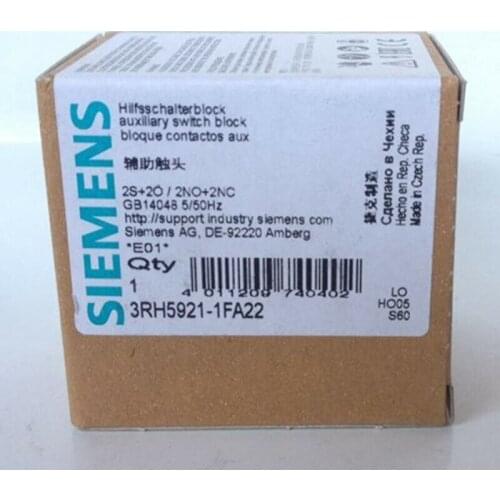 SIEMENS
Hilfsschalterblock
auxiliary switch block
bloque contactos aux
辅助触头
2S+2Ö / 2NO+2NC
GB14048 5/50Hz
http://support industry siemens com
Siemens AG, DE-92220 Amberg
*E01*
Qty
1
4 011209 740402
3RH5921-1FA22
捷克制造
Сделано в Чехии
Hecho en Rep. Checa
Made in Czech Rep.
LO
HO05
S60